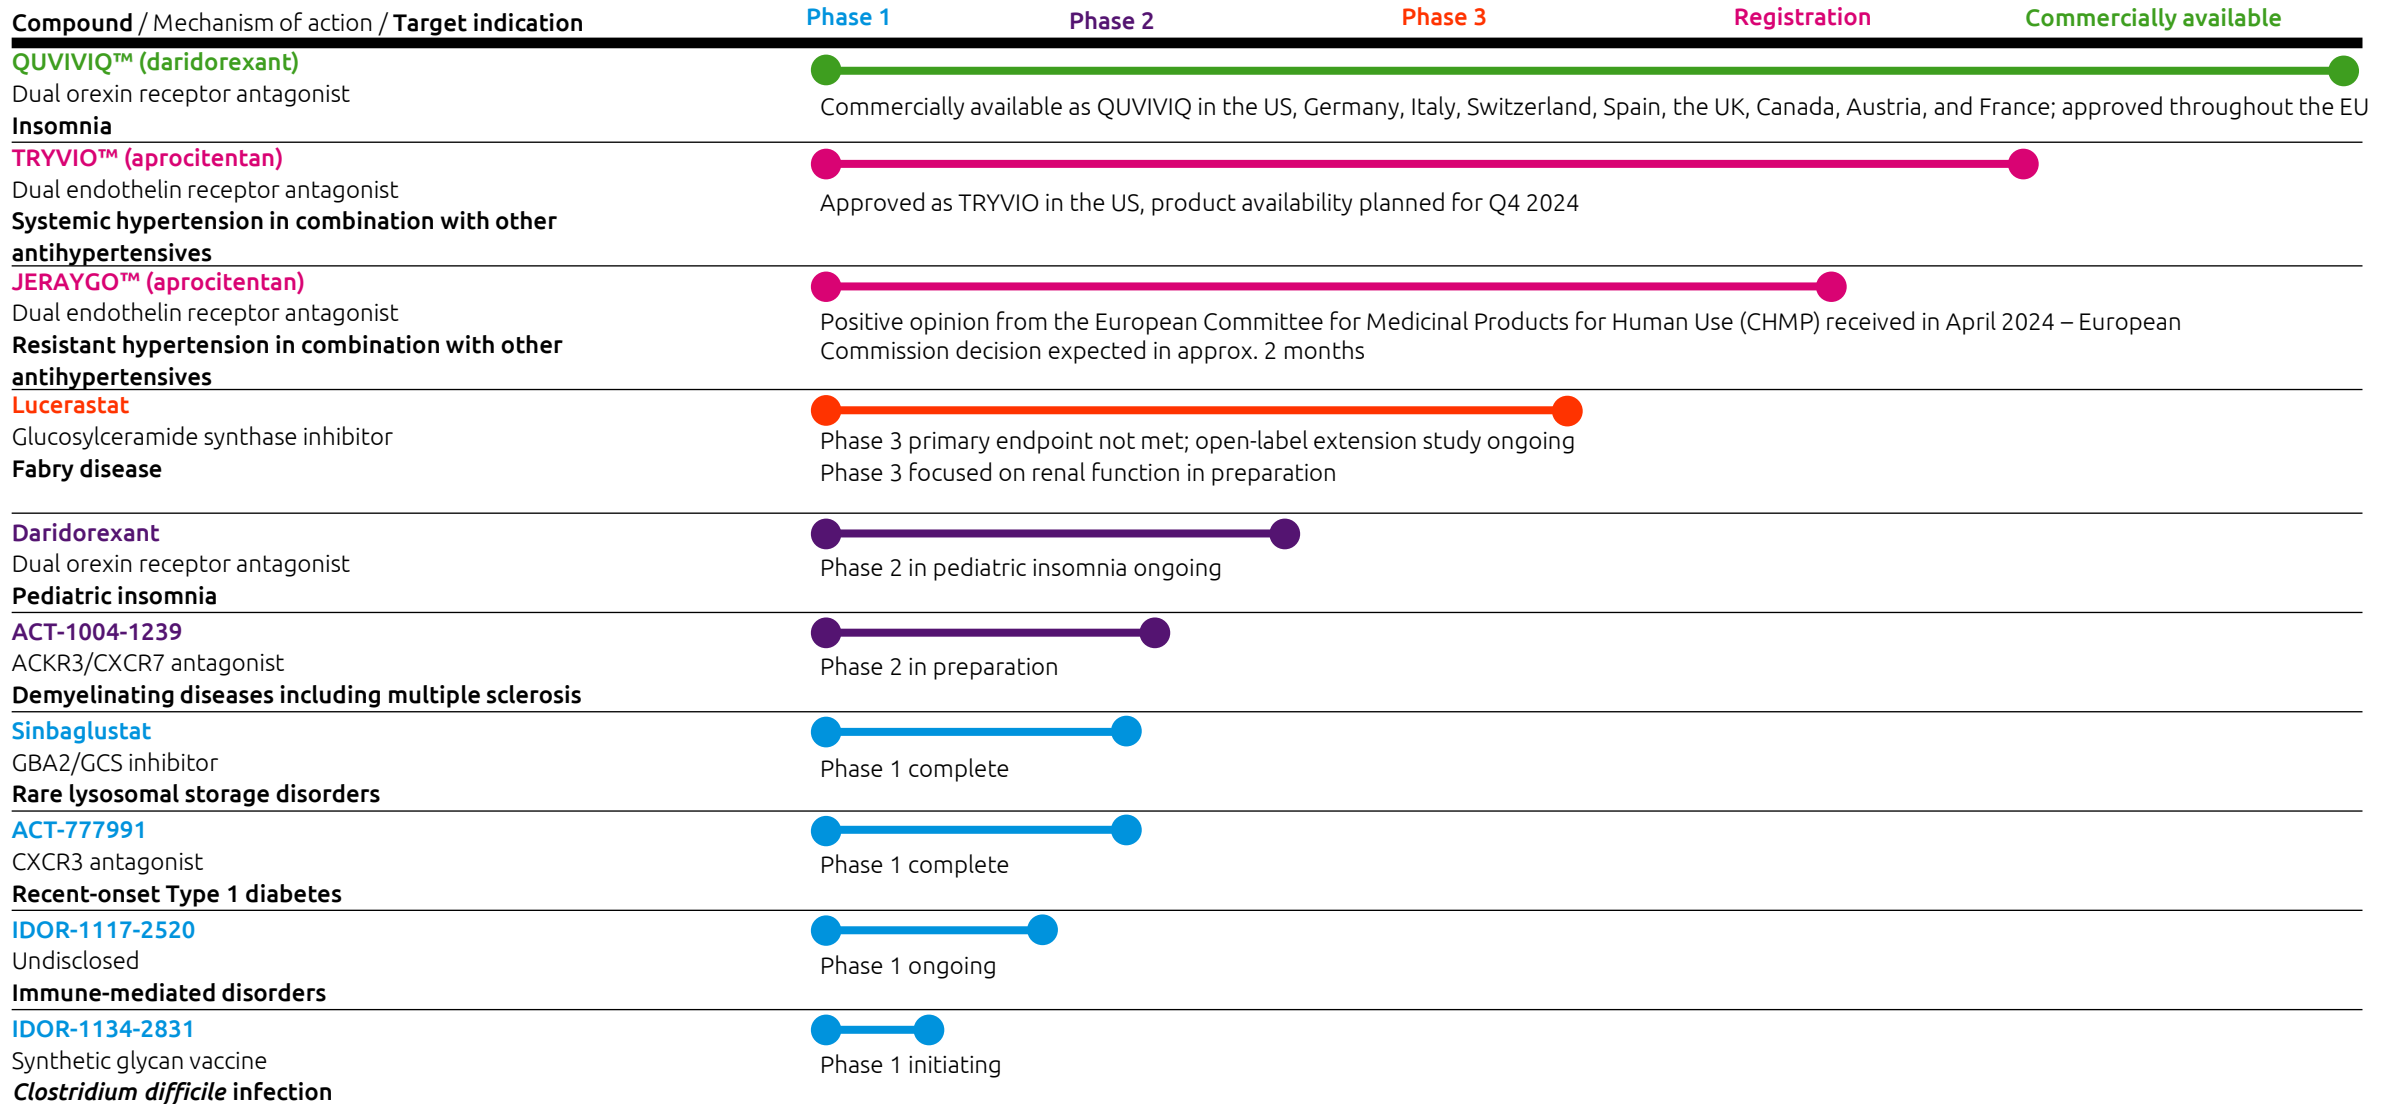 Compound / Mechanism of action / Target indication
Phase 1
Phase 2
Phase 3
Registration
Commercially available
QUVIVIQ™ (daridorexant)
Dual orexin receptor antagonist
Insomnia
Commercially available as QUVIVIQ in the US, Germany, Italy, Switzerland, Spain, the UK, Canada, Austria, and France; approved throughout the EU
TRYVIO™ (aprocitentan)
Dual endothelin receptor antagonist
Systemic hypertension in combination with other
antihypertensives
Approved as TRYVIO in the US, product availability planned for Q4 2024
JERAYGO™ (aprocitentan)
Dual endothelin receptor antagonist
Resistant hypertension in combination with other
antihypertensives
Positive opinion from the European Committee for Medicinal Products for Human Use (CHMP) received in April 2024 – European
Commission decision expected in approx. 2 months
Lucerastat
Glucosylceramide synthase inhibitor
Fabry disease
Phase 3 primary endpoint not met; open-label extension study ongoing
Phase 3 focused on renal function in preparation
Daridorexant
Dual orexin receptor antagonist
Pediatric insomnia
Phase 2 in pediatric insomnia ongoing
ACT-1004-1239
ACKR3/CXCR7 antagonist
Demyelinating diseases including multiple sclerosis
Phase 2 in preparation
Sinbaglustat
GBA2/GCS inhibitor
Rare lysosomal storage disorders
Phase 1 complete
ACT-777991
CXCR3 antagonist
Recent-onset Type 1 diabetes
Phase 1 complete
IDOR-1117-2520
Undisclosed
Immune-mediated disorders
Phase 1 ongoing
IDOR-1134-2831
Synthetic glycan vaccine
Clostridium difficile infection
Phase 1 initiating